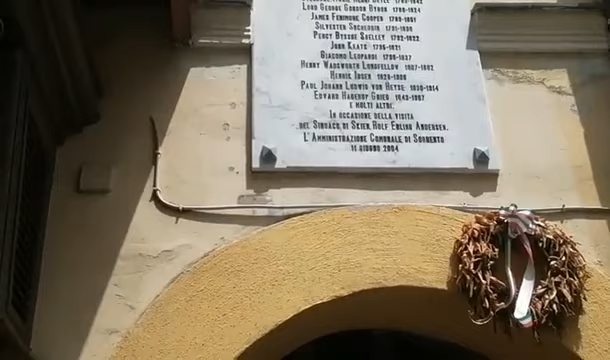 Lord George Gordon Byron 1788-1824
James Fenimore Cooper 1789-1851
Percy Bysshe Shelley 1792-1822
John Keats 1795-1821
Giacomo Leopardi 1798-1837
Henry Wadsworth Longfellow 1807-1882
Henrik Ibsen 1828-1906
Paul Johann Ludwig von Heyse 1830-1914
Edvard Hagerup Grieg 1843-1907
e molti altri.
In occasione della visita
del Sindaco di Skien, Rolf Erling Andersen,
l'Amministrazione Comunale di Sorrento
11 giugno 2004